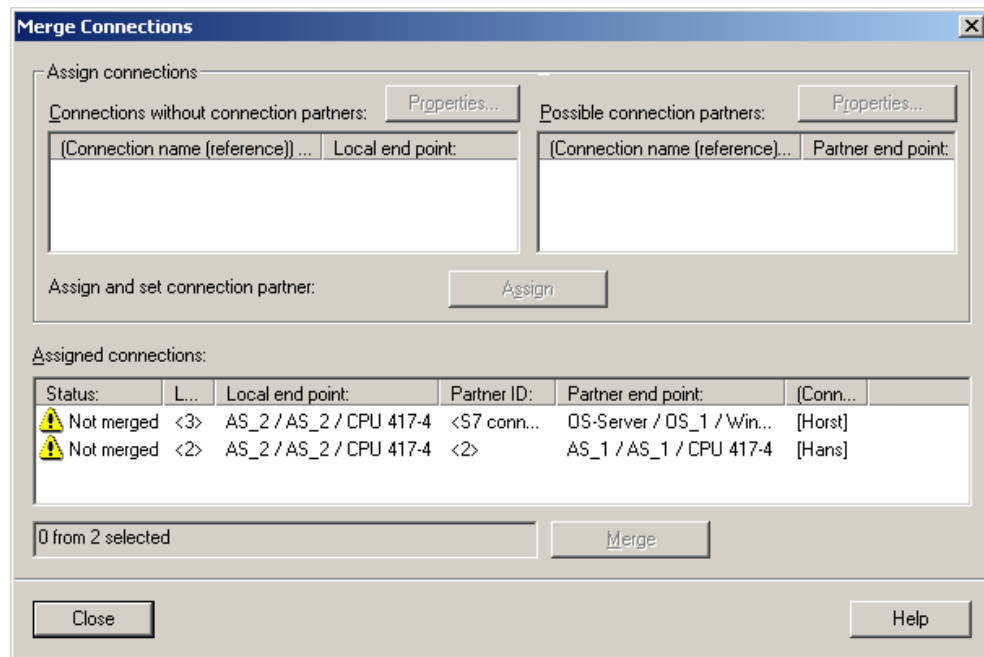 Merge Connections
Assign connections
Connections without connection partners: Properties...
Possible connection partners: Properties...
(Connection name (reference)) ... Local end point:
(Connection name (reference)... Partner end point:
Assign and set connection partner: Assign
Assigned connections:
Status: L... Local end point: Partner ID: Partner end point: (Conn...
Not merged <3> AS_2 / AS_2 / CPU 417-4 <S7 conn... OS-Server / OS_1 / Win... [Horst]
Not merged <2> AS_2 / AS_2 / CPU 417-4 <2> AS_1 / AS_1 / CPU 417-4 [Hans]
0 from 2 selected Merge
Close Help